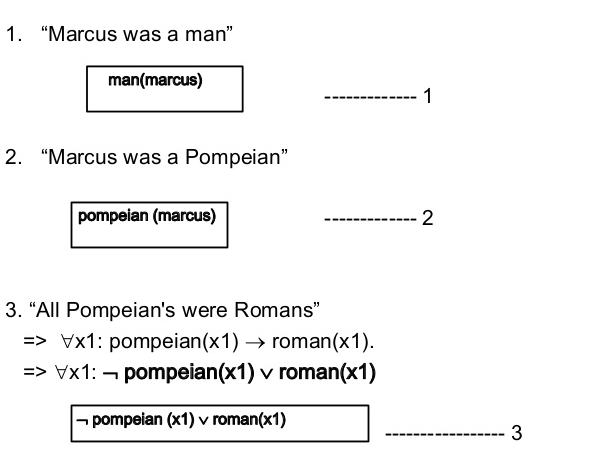 1. “Marcus was a man”
man(marcus)
------------- 1
2. “Marcus was a Pompeian”
pompeian (marcus)
------------- 2
3. “All Pompeian's were Romans”
=> ∀x1: pompeian(x1) → roman(x1).
=> ∀x1: ¬ pompeian(x1) ∨ roman(x1)
¬ pompeian (x1) ∨ roman(x1)
----------------- 3